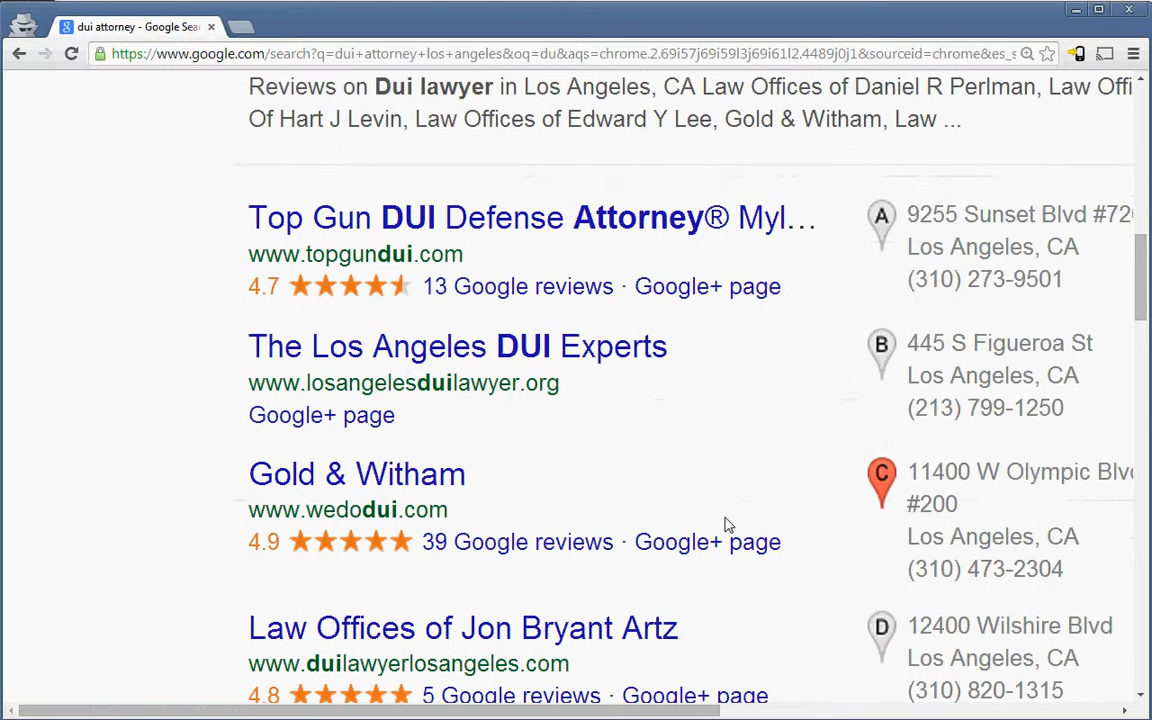 dui attorney - Google Sea
https://www.google.com/search?q=dui+attorney+los+angeles&oq=du&aqs=chrome.2.69i57j69i59l3j69i61l2.4489j0j1&sourceid=chrome&es_s
Reviews on Dui lawyer in Los Angeles, CA Law Offices of Daniel R Perlman, Law Offi
Of Hart J Levin, Law Offices of Edward Y Lee, Gold & Witham, Law ...
Top Gun DUI Defense Attorney® Myl...
www.topgundui.com
4.7 13 Google reviews · Google+ page
A 9255 Sunset Blvd #720
Los Angeles, CA
(310) 273-9501
The Los Angeles DUI Experts
www.losangelesduilawyer.org
Google+ page
B 445 S Figueroa St
Los Angeles, CA
(213) 799-1250
Gold & Witham
www.wedodui.com
4.9 39 Google reviews · Google+ page
C 11400 W Olympic Blvd
#200
Los Angeles, CA
(310) 473-2304
Law Offices of Jon Bryant Artz
www.duilawyerlosangeles.com
4.8 5 Google reviews · Google+ page
D 12400 Wilshire Blvd
Los Angeles, CA
(310) 820-1315